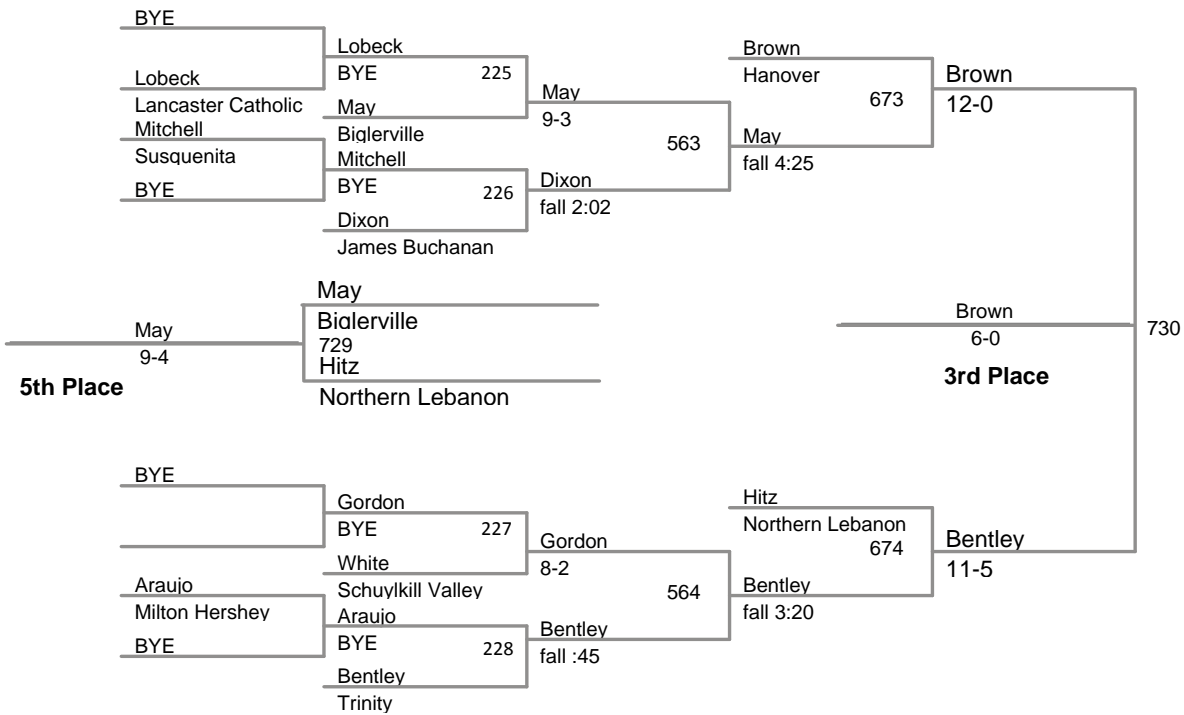 BYE
Lobeck
Brown
Lobeck
BYE
225
Hanover
Brown
Lancaster Catholic
May
May
673
12-0
Mitchell
Biglerville
9-3
563
May
Susquenita
Mitchell
fall 4:25
BYE
BYE
226
Dixon
Dixon
fall 2:02
James Buchanan
May
Biglerville
Brown
May
729
730
9-4
Hitz
6-0
5th Place
Northern Lebanon
3rd Place
BYE
Gordon
Hitz
BYE
227
Northern Lebanon
Gordon
674
Bentley
White
8-2
11-5
Araujo
Schuylkill Valley
564
Bentley
Milton Hershey
Araujo
fall 3:20
BYE
BYE
228
Bentley
Bentley
fall :45
Trinity